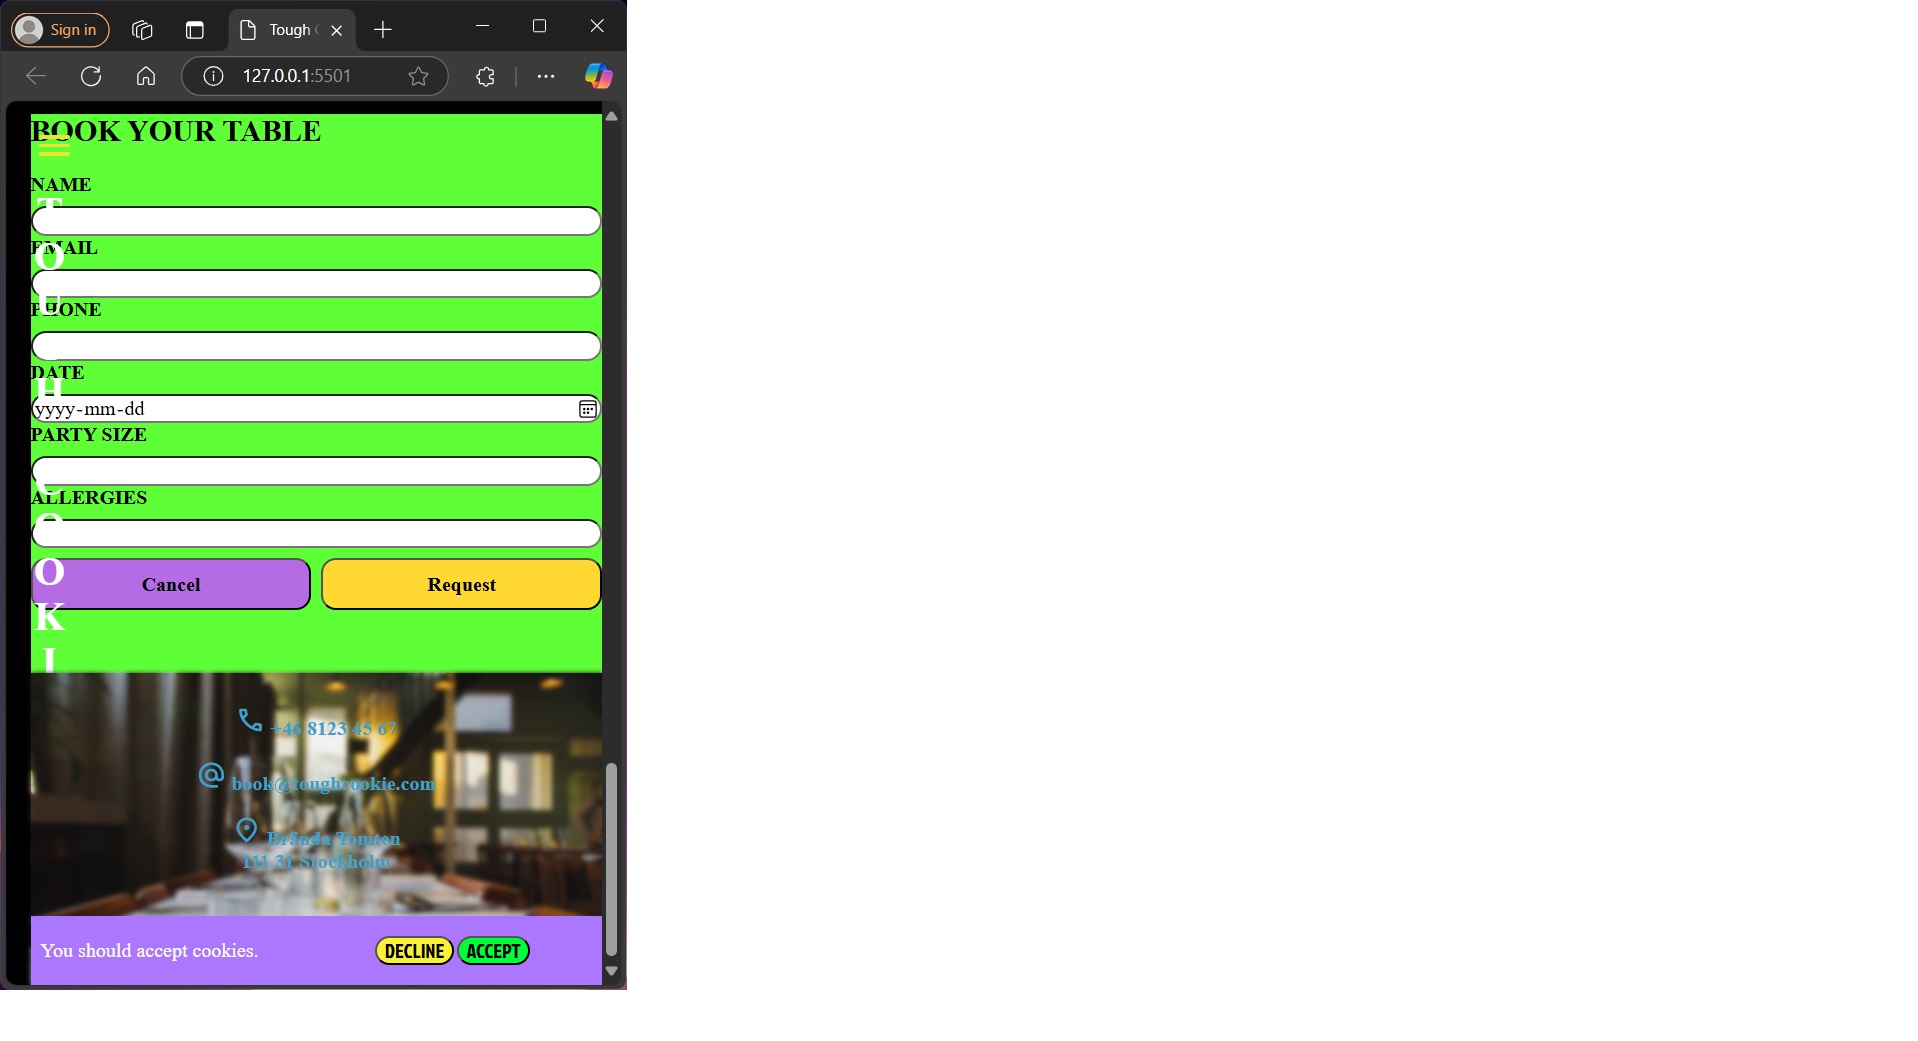 Sign in
Tough
127.0.0.1:5501
BOOK YOUR TABLE
NAME
EMAIL
PHONE
DATE
yyyy-mm-dd
PARTY SIZE
ALLERGIES
Cancel
Request
T
O
U
H
C
O
O
K
I
+46 8123 45 67
book@toughcookie.com
Brända Tomten
111 31 Stockholm
You should accept cookies.
DECLINE ACCEPT